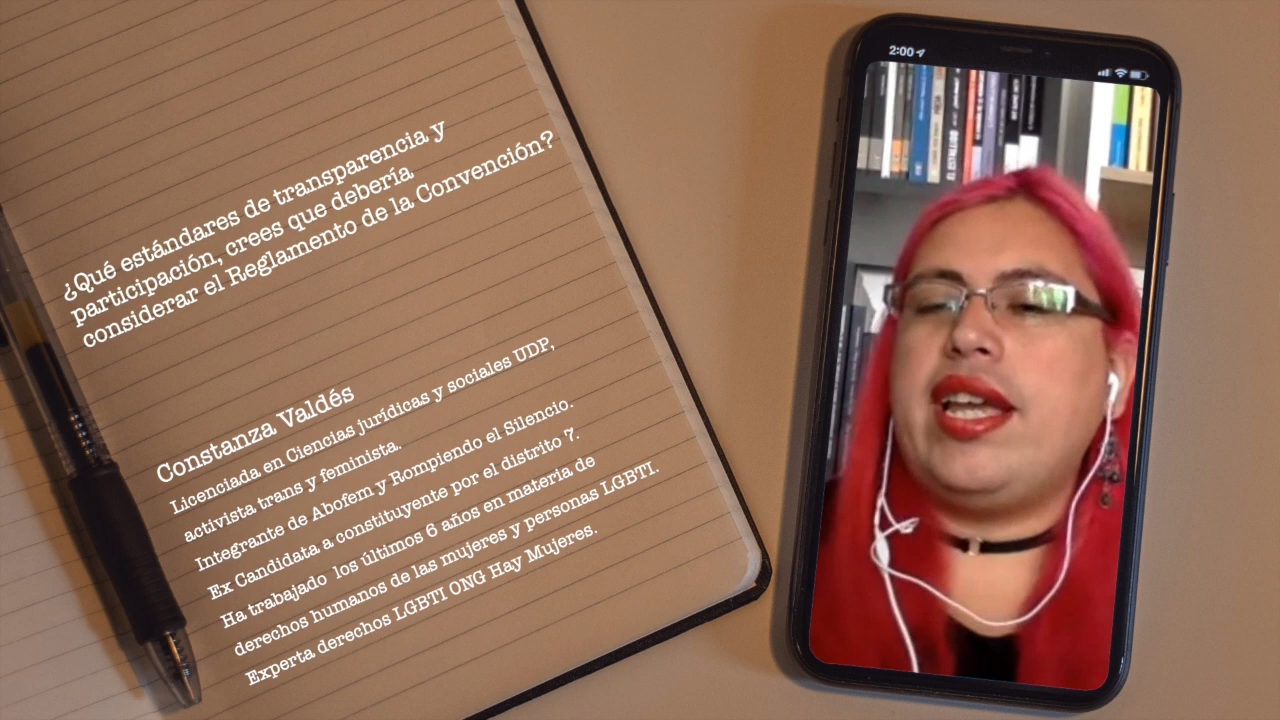 ¿Qué estándares de transparencia y
participación, crees que debería
considerar el Reglamento de la Convención?
Constanza Valdés
Licenciada en Ciencias jurídicas y sociales UDP,
activista trans y feminista.
Integrante de Abofem y Rompiendo el Silencio.
Ex Candidata a constituyente por el distrito 7.
Ha trabajado los últimos 6 años en materia de
derechos humanos de las mujeres y personas LGBTI.
Experta derechos LGBTI ONG Hay Mujeres.
2:00
EL ESTALLIDO